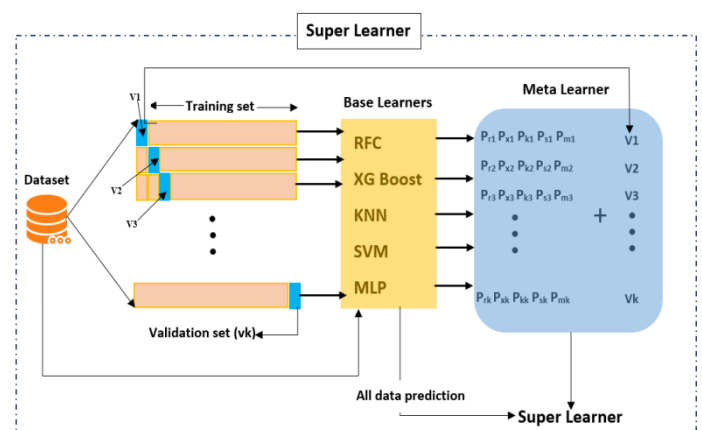 Super Learner
V1
Training set
Base Learners
Meta Learner
RFC
Pr1 Px1 Pk1 Ps1 Pm1
V1
V2
XG Boost
Pr2 Px2 Pk2 Ps2 Pm2
V2
Dataset
V3
KNN
Pr3 Px3 Pk3 Ps3 Pm3
+
V3
SVM
MLP
Prk Pxk Pkk Psk Pmk
Vk
Validation set (vk)
All data prediction
Super Learner